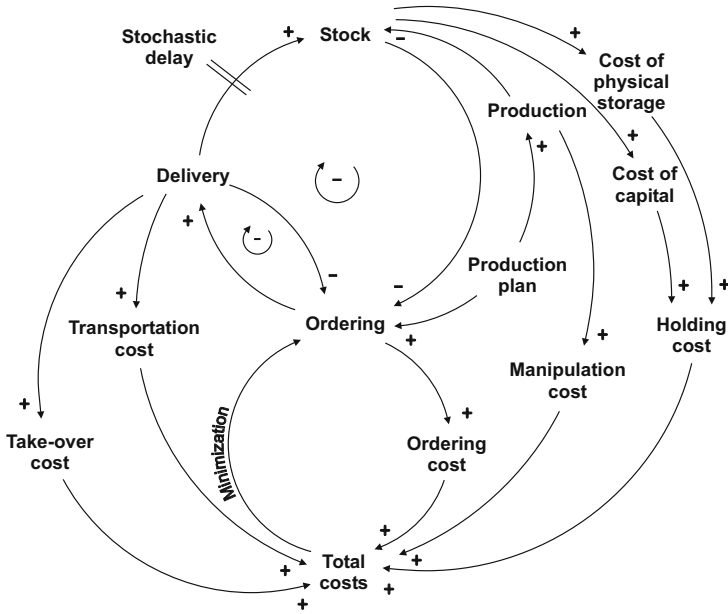 Stochastic
delay
+
Stock
-
+
Cost of
physical
storage
Production
+
+
Cost of
capital
Delivery
+
-
-
-
-
Production
plan
+
+
+
Transportation
cost
Ordering
+
Holding
cost
+
Manipulation
cost
+
Take-over
cost
Minimization
+
Ordering
cost
+
+
Total
costs
+
+
+